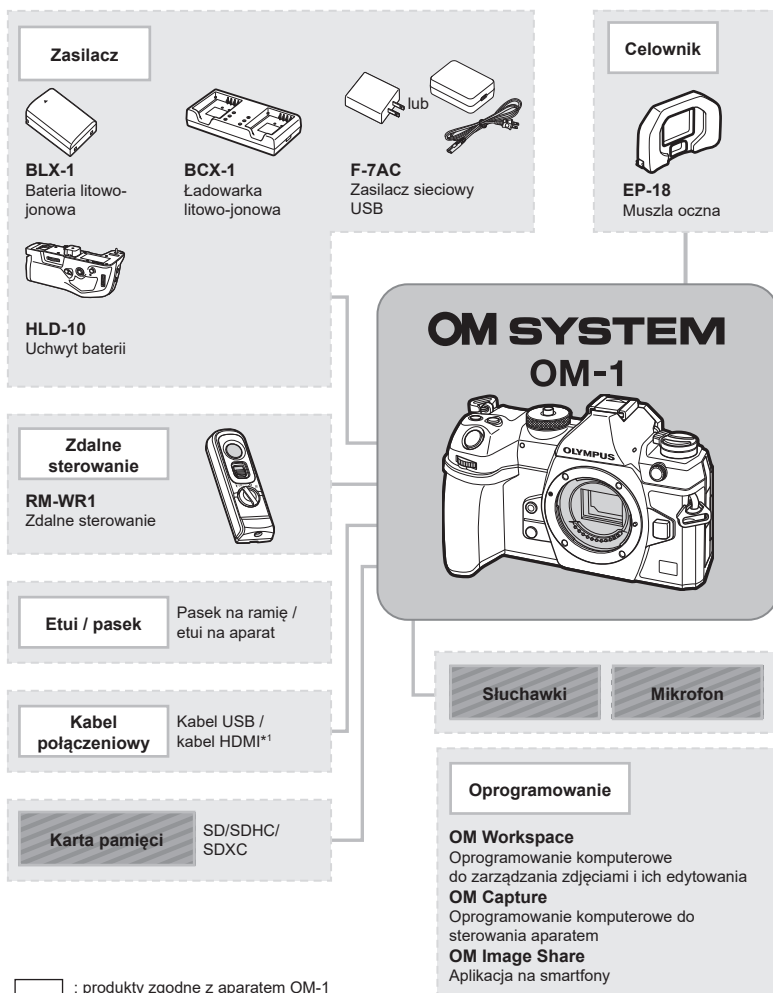 Zasilacz
BLX-1
Bateria litowo-
jonowa
BCX-1
Ładowarka
litowo-jonowa
lub
F-7AC
Zasilacz sieciowy
USB
HLD-10
Uchwyt baterii
Celownik
EP-18
Muszla oczna
OM SYSTEM
OM-1
OLYMPUS
Zdalne
sterowanie
RM-WR1
Zdalne sterowanie
Etui / pasek
Pasek na ramię /
etui na aparat
Kabel
połączeniowy
Kabel USB /
kabel HDMI*1
Karta pamięci
SD/SDHC/
SDXC
Słuchawki
Mikrofon
Oprogramowanie
OM Workspace
Oprogramowanie komputerowe
do zarządzania zdjęciami i ich edytowania
OM Capture
Oprogramowanie komputerowe do
sterowania aparatem
OM Image Share
Aplikacja na smartfony
: produkty zgodne z aparatem OM-1